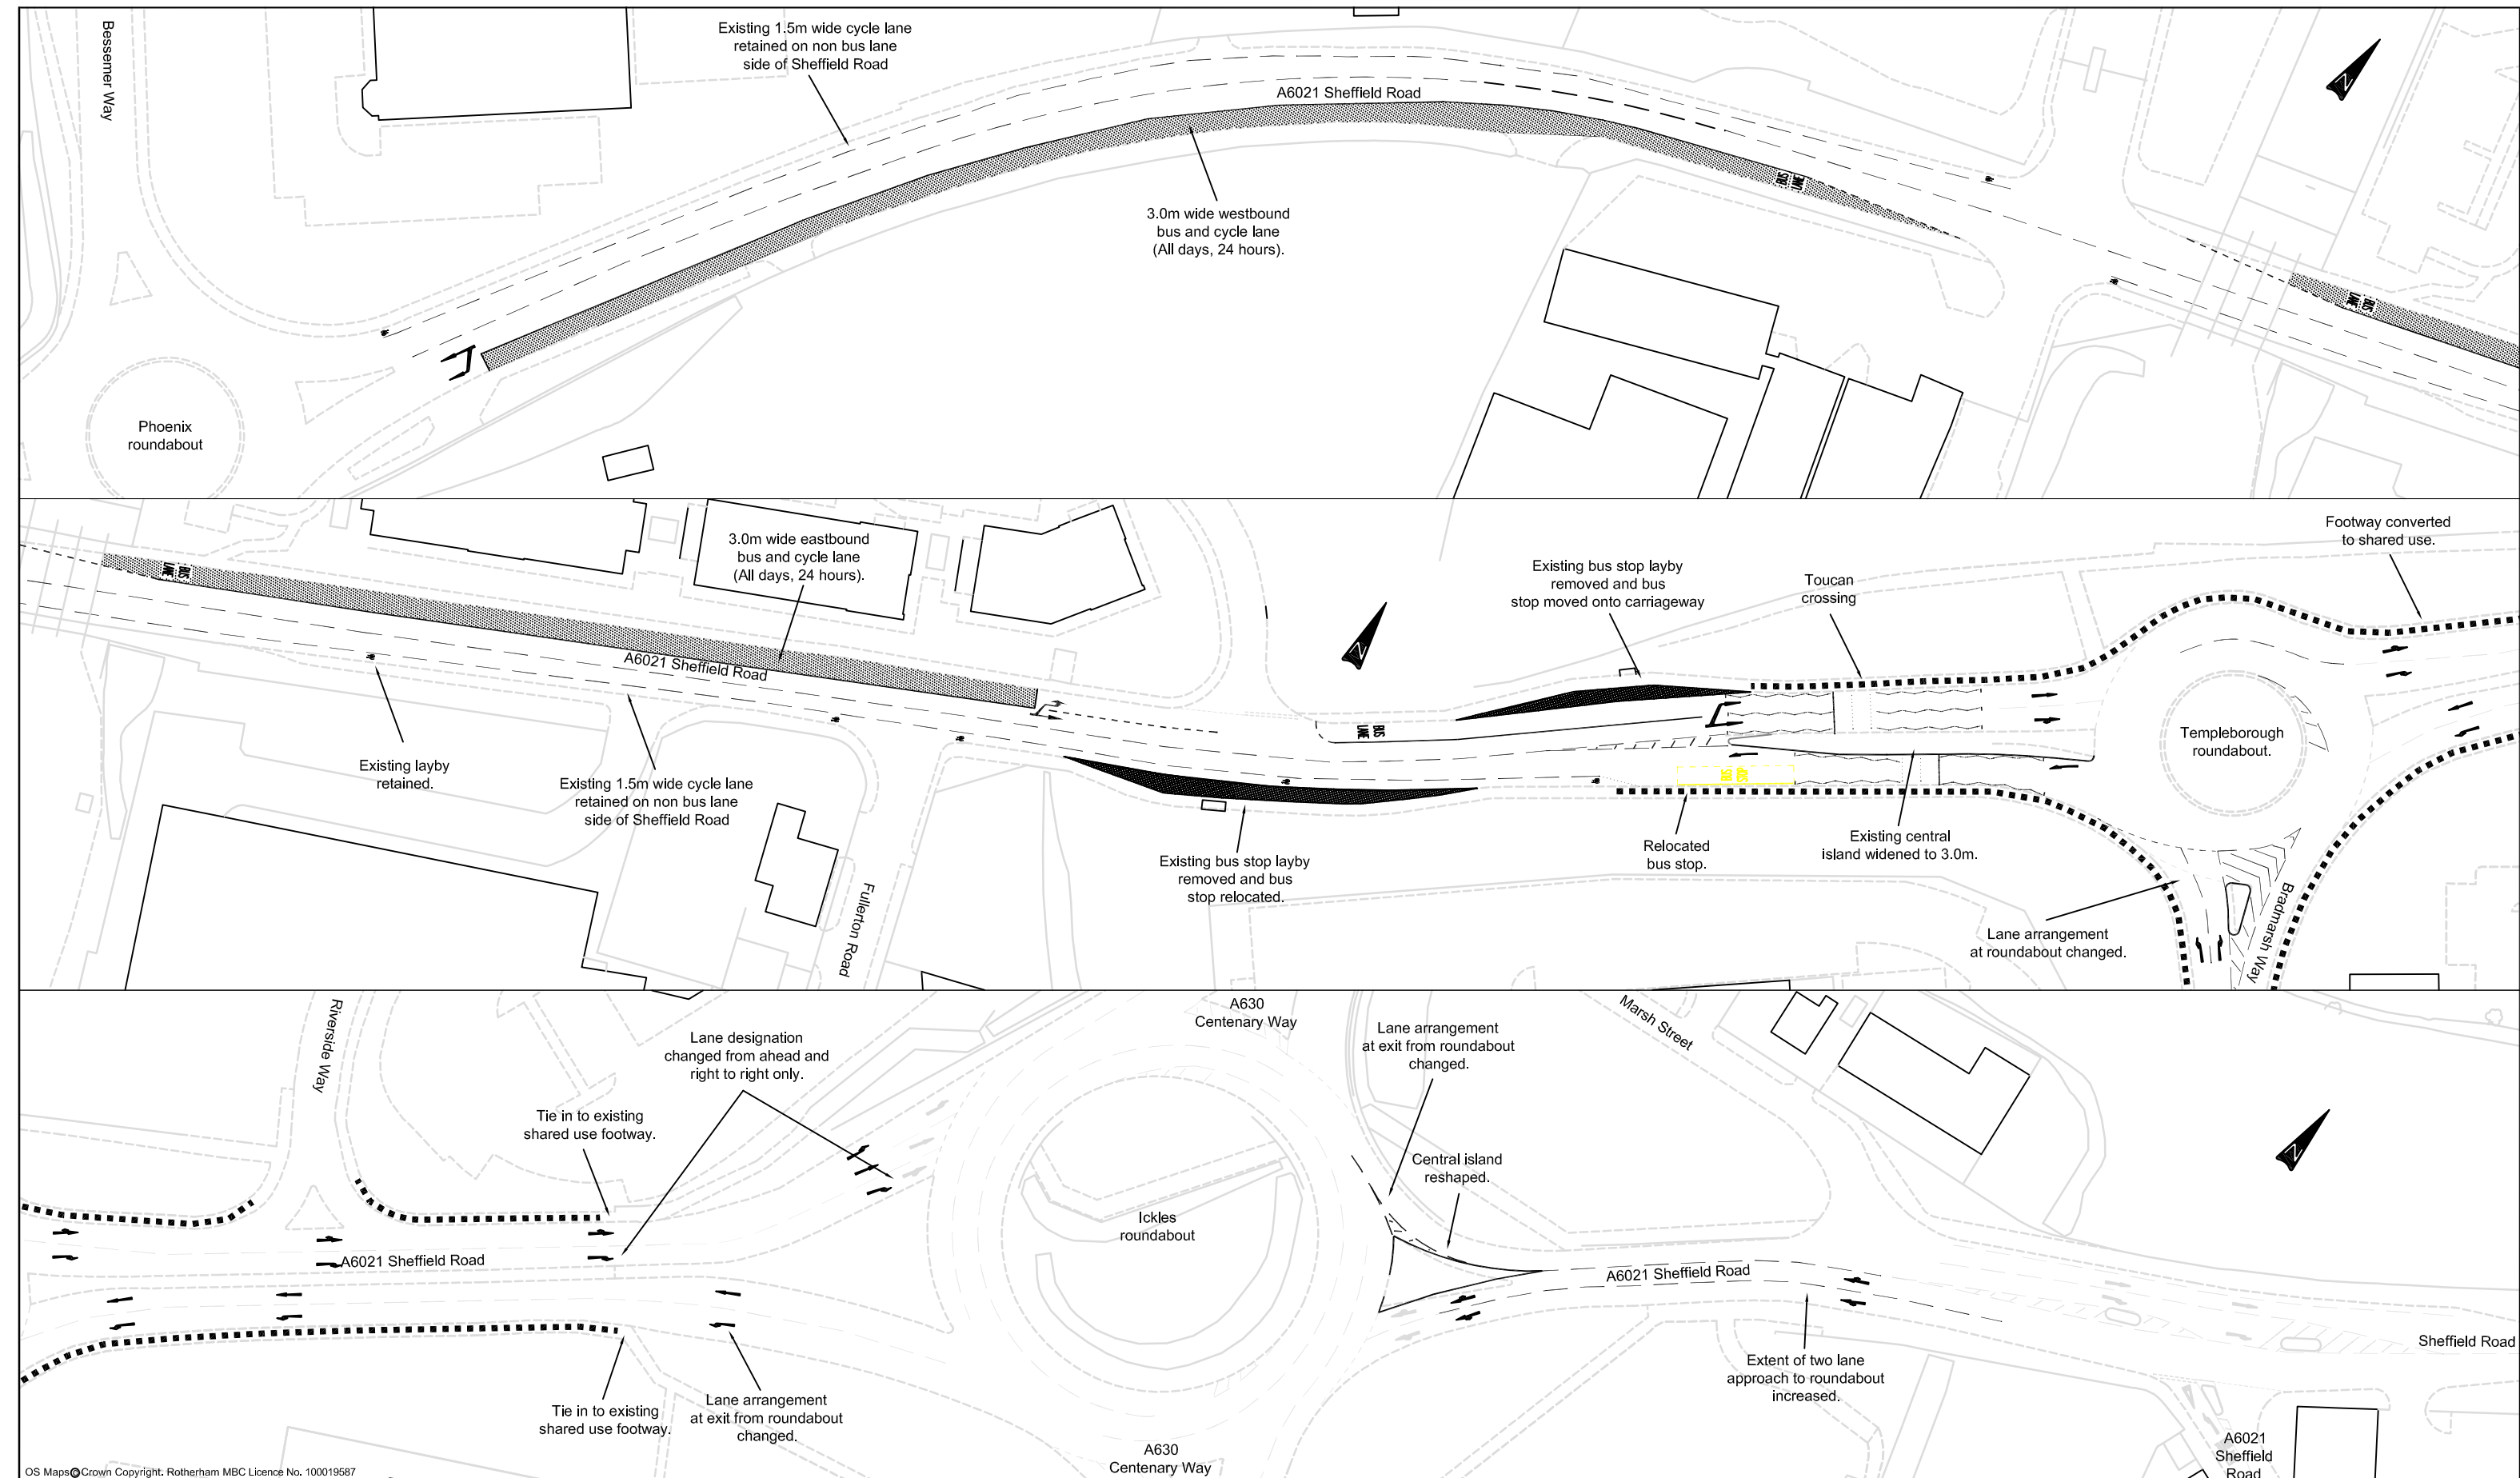 Bessemer Way
Existing 1.5m wide cycle lane
retained on non bus lane
side of Sheffield Road
A6021 Sheffield Road
N
3.0m wide westbound
bus and cycle lane
(All days, 24 hours).
BUS
LANE
BUS
LANE
Phoenix
roundabout
3.0m wide eastbound
bus and cycle lane
(All days, 24 hours).
BUS
LANE
A6021 Sheffield Road
Existing layby
retained.
Existing 1.5m wide cycle lane
retained on non bus lane
side of Sheffield Road
Fullerton Road
N
BUS
LANE
Existing bus stop layby
removed and bus
stop relocated.
Existing bus stop layby
removed and bus
stop moved onto carriageway
Toucan
crossing
Footway converted
to shared use.
Templeborough
roundabout.
Relocated
bus stop.
Existing central
island widened to 3.0m.
Lane arrangement
at roundabout changed.
Bradmarsh Way
Riverside Way
Lane designation
changed from ahead and
right to right only.
Tie in to existing
shared use footway.
A6021 Sheffield Road
Tie in to existing
shared use footway.
Lane arrangement
at exit from roundabout
changed.
A630
Centenary Way
Ickles
roundabout
A630
Centenary Way
Lane arrangement
at exit from roundabout
changed.
Central island
reshaped.
Marsh Street
A6021 Sheffield Road
Extent of two lane
approach to roundabout
increased.
N
Sheffield Road
A6021
Sheffield
Road
OS Maps © Crown Copyright. Rotherham MBC Licence No. 100019587